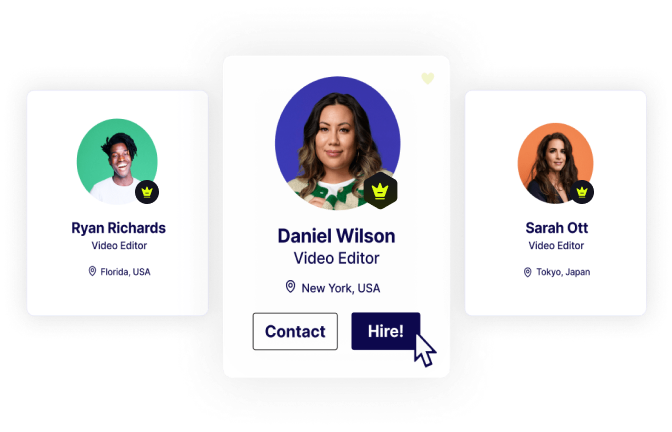 Ryan Richards
Video Editor
Florida, USA
Daniel Wilson
Video Editor
New York, USA
Contact
Hire!
Sarah Ott
Video Editor
Tokyo, Japan